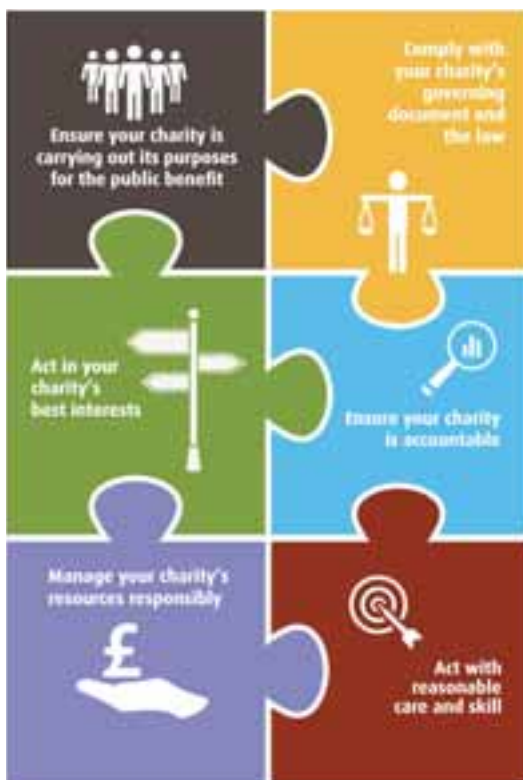 Ensure your charity is
carrying out its purposes
for the public benefit
Comply with
your charity's
governing
document and
the law
Act in your
charity's
best interests
Ensure your charity
is accountable
Manage your charity's
resources responsibly
£
Act with
reasonable
care and skill